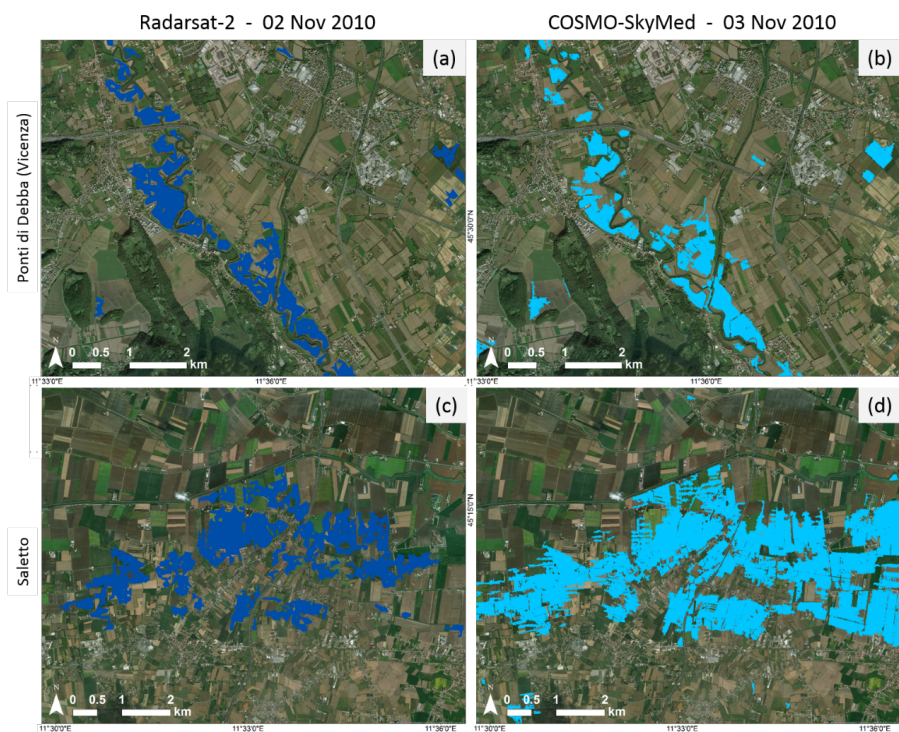 Radarsat-2 - 02 Nov 2010
COSMO-SkyMed - 03 Nov 2010
Ponti di Debba (Vicenza)
(a)
N
0 0.5 1 2
km
(b)
N
0 0.5 1 2
km
45°30'0"N
11°33'0"E
11°36'0"E
11°33'0"E
11°36'0"E
Saletto
(c)
N
0 0.5 1 2
km
(d)
N
0 0.5 1 2
km
45°15'0"N
11°30'0"E
11°33'0"E
11°36'0"E
11°33'0"E
11°36'0"E